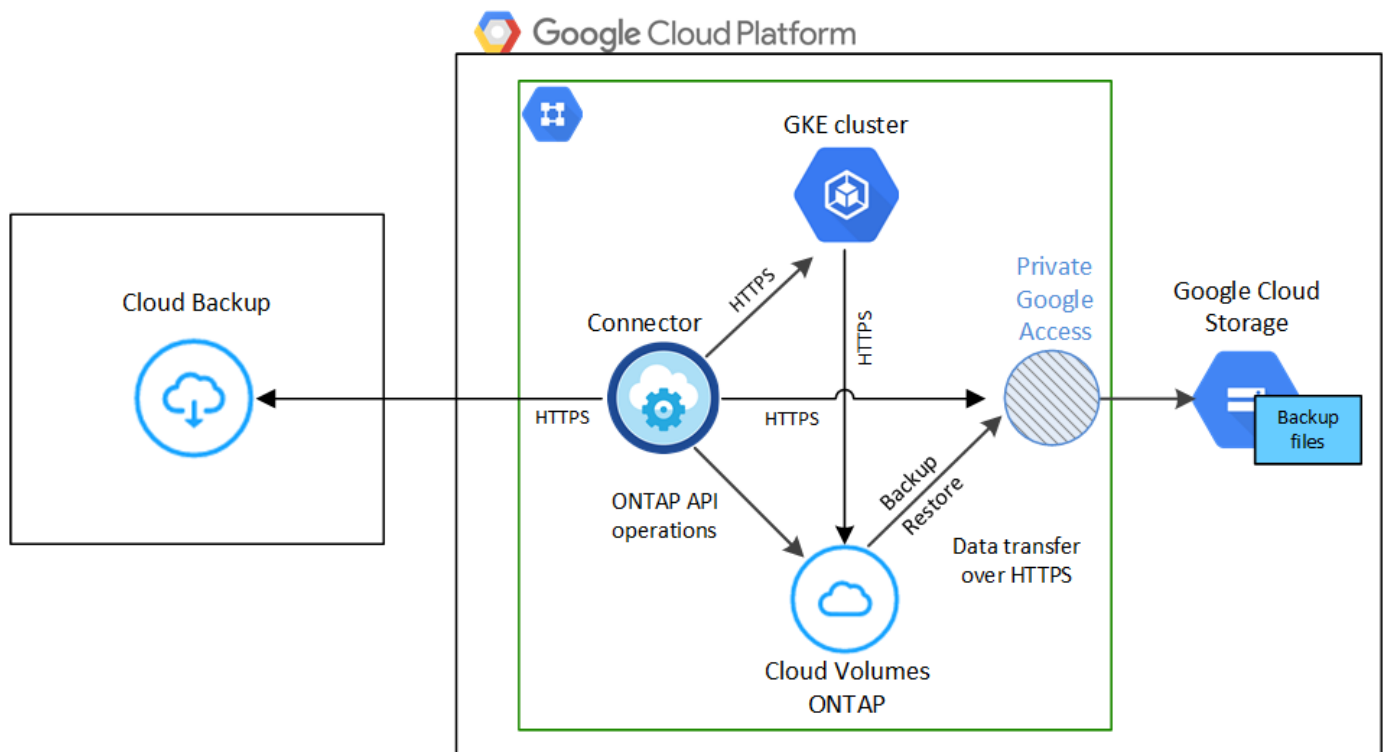 Google Cloud Platform
GKE cluster
Cloud Backup
Connector
HTTPS
HTTPS
Private
Google
Access
Google Cloud
Storage
HTTPS
HTTPS
Backup
files
ONTAP API
operations
Backup
Restore
Data transfer
over HTTPS
Cloud Volumes
ONTAP